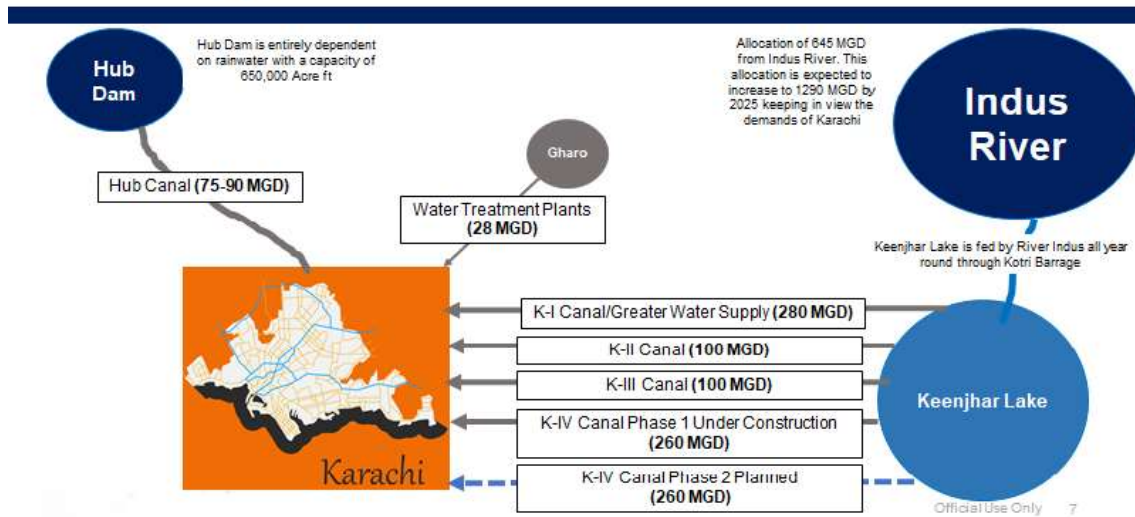 Hub
Dam
Hub Dam is entirely dependent
on rainwater with a capacity of
650,000 Acre ft
Allocation of 645 MGD
from Indus River. This
allocation is expected to
increase to 1290 MGD by
2025 keeping in view the
demands of Karachi
Indus
River
Gharo
Hub Canal (75-90 MGD)
Water Treatment Plants
(28 MGD)
Keenjhar Lake is fed by River Indus all year
round through Kotri Barrage
K-I Canal/Greater Water Supply (280 MGD)
K-II Canal (100 MGD)
K-III Canal (100 MGD)
K-IV Canal Phase 1 Under Construction
(260 MGD)
K-IV Canal Phase 2 Planned
(260 MGD)
Keenjhar Lake
Karachi
Official Use Only 7